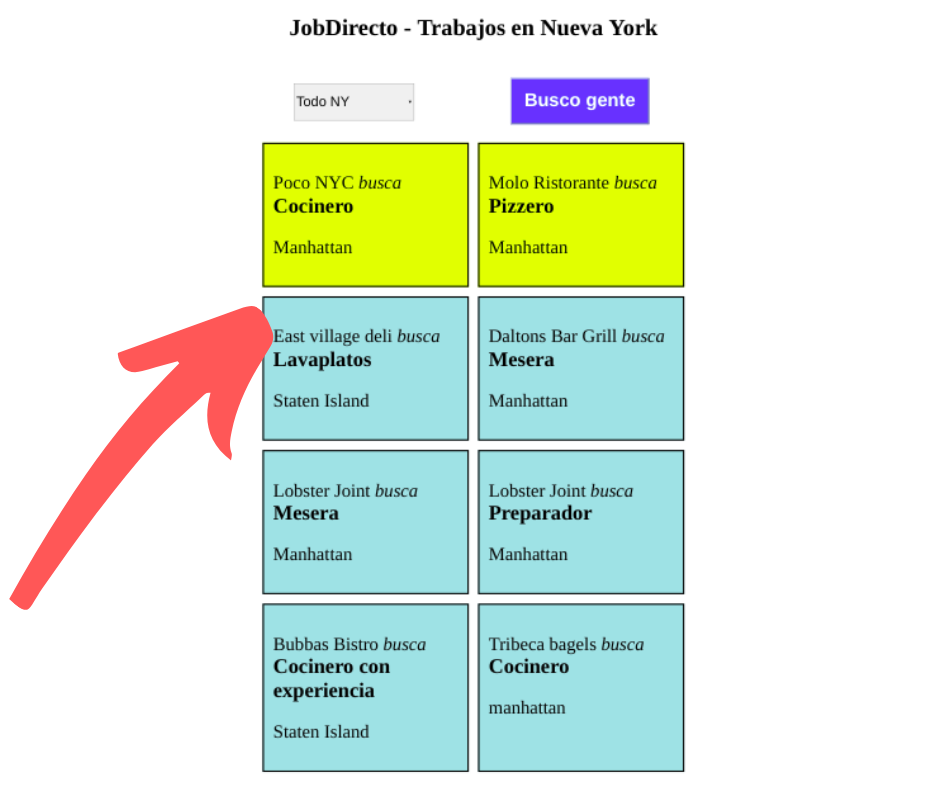 JobDirecto - Trabajos en Nueva York
Todo NY
Busco gente
Poco NYC busca
Cocinero
Manhattan
Molo Ristorante busca
Pizzero
Manhattan
East village deli busca
Lavaplatos
Staten Island
Daltons Bar Grill busca
Mesera
Manhattan
Lobster Joint busca
Mesera
Manhattan
Lobster Joint busca
Preparador
Manhattan
Bubbas Bistro busca
Cocinero con
experiencia
Staten Island
Tribeca bagels busca
Cocinero
manhattan